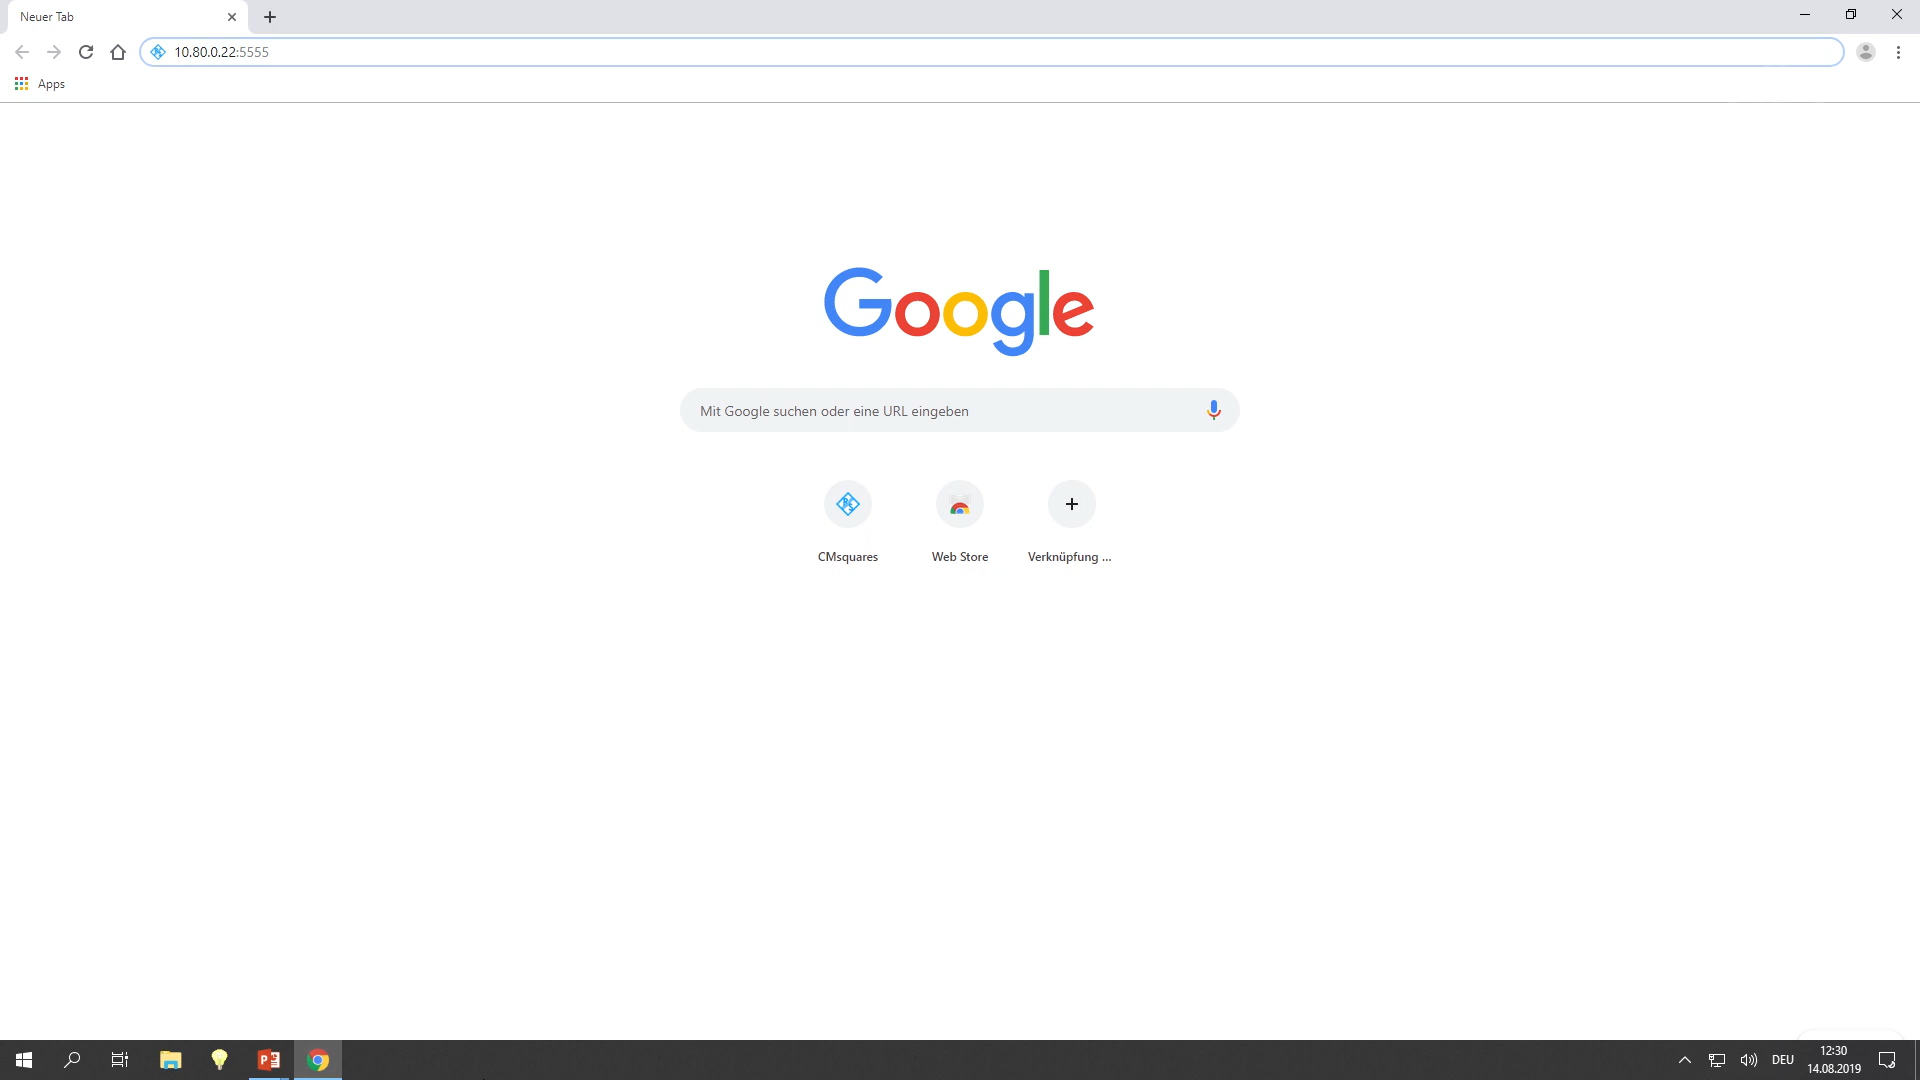 Neuer Tab
10.80.0.22:5555
Apps
Google
Mit Google suchen oder eine URL eingeben
CMsquares
Web Store
Verknüpfung ...
DEU
12:30
14.08.2019